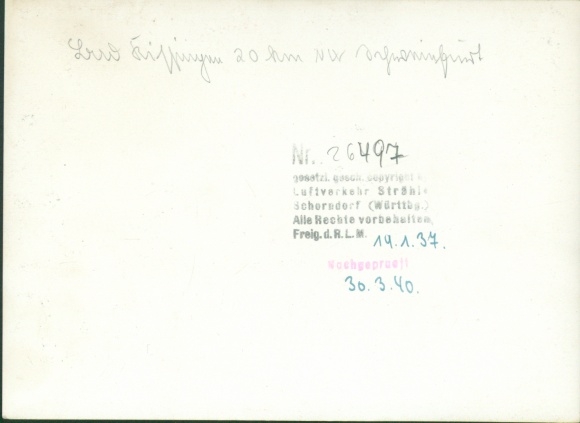 Bad Kissingen 20 km nw Schweinfurt
Nr. 26497
gesetzl. gesch. copyright
Luftverkehr Strähle
Schorndorf (Württbg.)
Alle Rechte vorbehalten
Freig. d. R.L.M. 19.1.37.
Nachgeprüft
30.3.40.